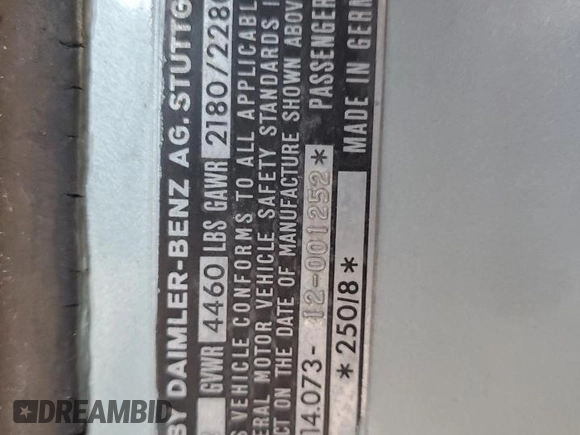 BY DAIMLER-BENZ AG. STUTTG
GVWR 4460 LBS GAWR 2180/2280
VEHICLE CONFORMS TO ALL APPLICABLE
ERAL MOTOR VEHICLE SAFETY STANDARDS I
CT ON THE DATE OF MANUFACTURE SHOWN ABOV
14.073- 12-001252* PASSENGER
*250/8* MADE IN GERM
DREAMBID